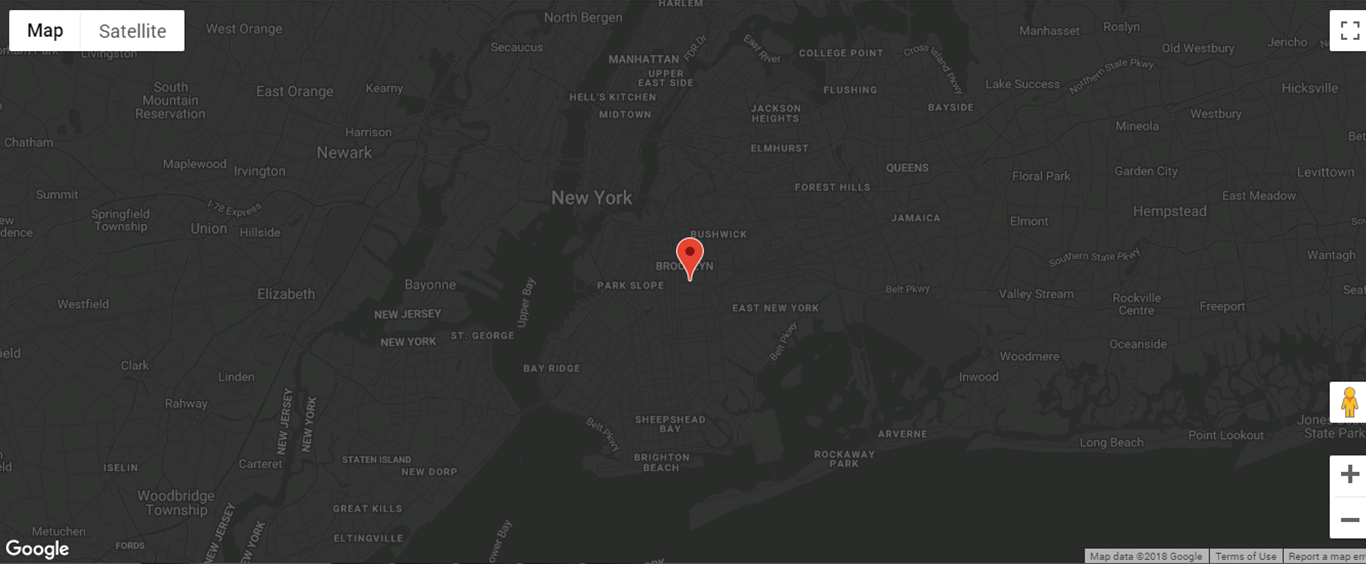 HARLEM
North Bergen
Map
Satellite
West Orange
Manhasset
Roslyn
Jericho
Secaucus
Old Westbury
Livingston
MANHATTAN
FDR Dr
East River
COLLEGE POINT
Cross Island Pkwy
Northern State Pkwy
UPPER
EAST SIDE
South
Mountain
Reservation
East Orange
Kearny
HELL'S KITCHEN
FLUSHING
Lake Success
Hicksville
MIDTOWN
JACKSON
HEIGHTS
BAYSIDE
Westbury
Harrison
Mineola
Chatham
Newark
ELMHURST
Maplewood
Irvington
QUEENS
Garden City
Levittown
Floral Park
FOREST HILLS
Summit
New York
East Meadow
I-78 Express
Springfield
Township
Hempstead
JAMAICA
Elmont
Union
Hillside
BUSHWICK
Southern State Pkwy
Wantagh
BROOKLYN
Bayonne
PARK SLOPE
Belt Pkwy
Elizabeth
Upper Bay
Valley Stream
Rockville
Centre
Freeport
Westfield
EAST NEW YORK
NEW JERSEY
NEW YORK
ST. GEORGE
Belt Pkwy
Oceanside
Woodmere
Clark
BAY RIDGE
Linden
Inwood
Rahway
NEW JERSEY
NEW YORK
SHEEPSHEAD
BAY
Belt Pkwy
ARVERNE
Long Beach
Point Lookout
Jones
State Park
ROCKAWAY
PARK
BRIGHTON
BEACH
ISELIN
Carteret
STATEN ISLAND
NEW DORP
Woodbridge
Township
GREAT KILLS
Metuchen
FORDS
NEW JERSEY
NEW YORK
ELTINGVILLE
Lower Bay
Google
Map data ©2018 Google
Terms of Use
Report a map err